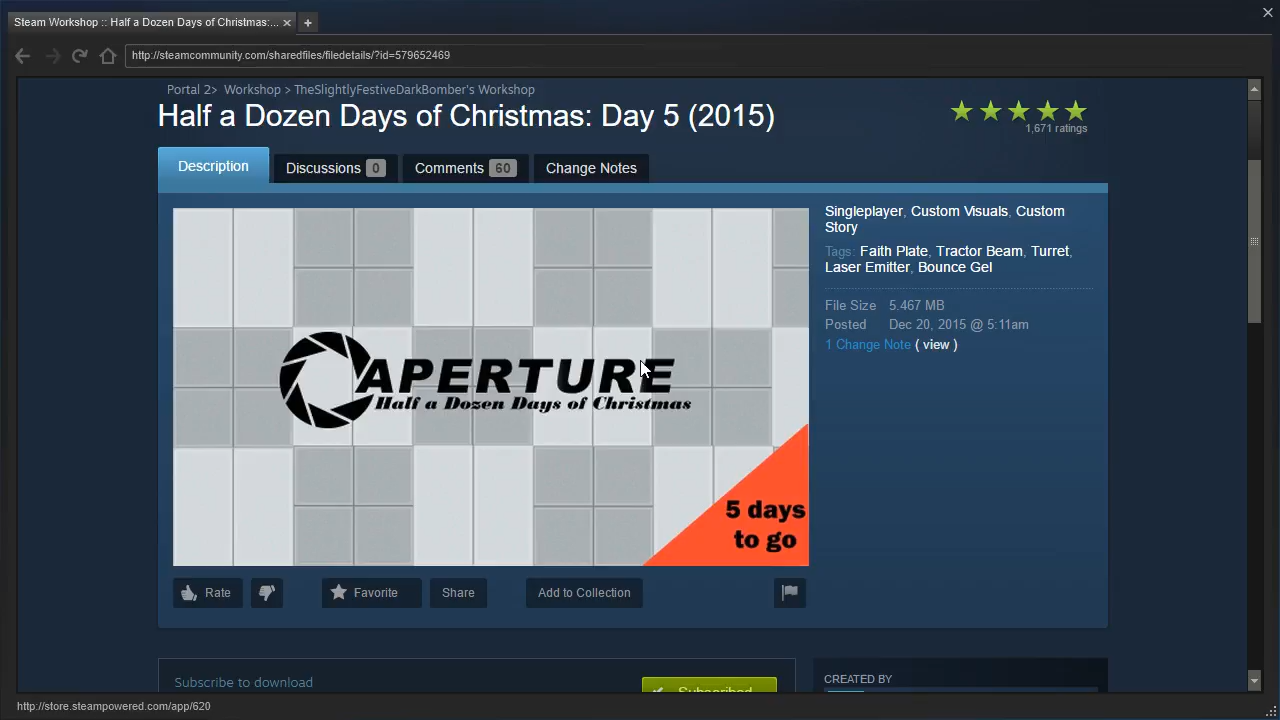 Steam Workshop :: Half a Dozen Days of Christmas:...
http://steamcommunity.com/sharedfiles/filedetails/?id=579652469
Portal 2> Workshop > TheSlightlyFestiveDarkBomber's Workshop
Half a Dozen Days of Christmas: Day 5 (2015)
1,671 ratings
Description
Discussions 0
Comments 60
Change Notes
APERTURE
Half a Dozen Days of Christmas
5 days
to go
Singleplayer, Custom Visuals, Custom
Story
Tags: Faith Plate, Tractor Beam, Turret,
Laser Emitter, Bounce Gel
File Size 5.467 MB
Posted Dec 20, 2015 @ 5:11am
1 Change Note ( view )
Rate
Favorite
Share
Add to Collection
Subscribe to download
Subscribed
CREATED BY
http://store.steampowered.com/app/620